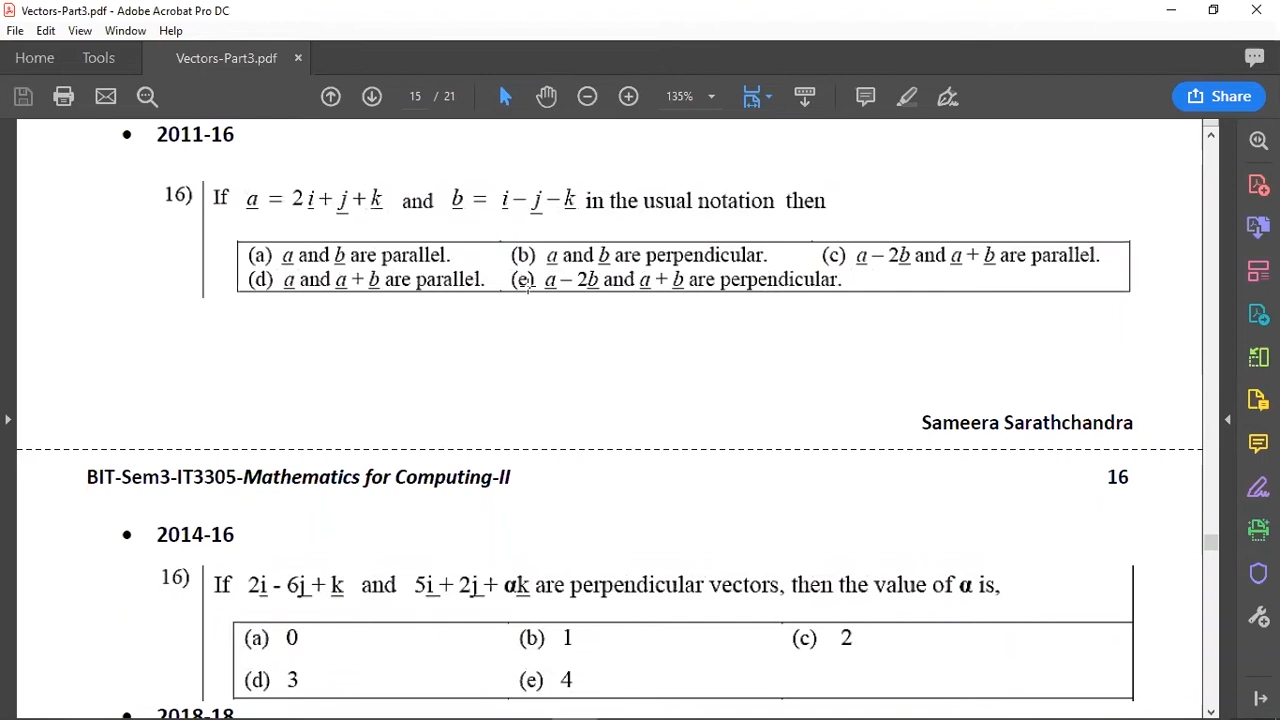 Vectors-Part3.pdf - Adobe Acrobat Pro DC
File Edit View Window Help
Home Tools Vectors-Part3.pdf ×
15 / 21 135% Share
• 2011-16
16) If a = 2 i + j + k and b = i − j − k in the usual notation then
(a) a and b are parallel. (b) a and b are perpendicular. (c) a − 2b and a + b are parallel.
(d) a and a + b are parallel. (e) a − 2b and a + b are perpendicular.
Sameera Sarathchandra
BIT-Sem3-IT3305-Mathematics for Computing-II 16
• 2014-16
16) If 2i - 6j + k and 5i + 2j + αk are perpendicular vectors, then the value of α is,
(a) 0 (b) 1 (c) 2
(d) 3 (e) 4
• 2018-18